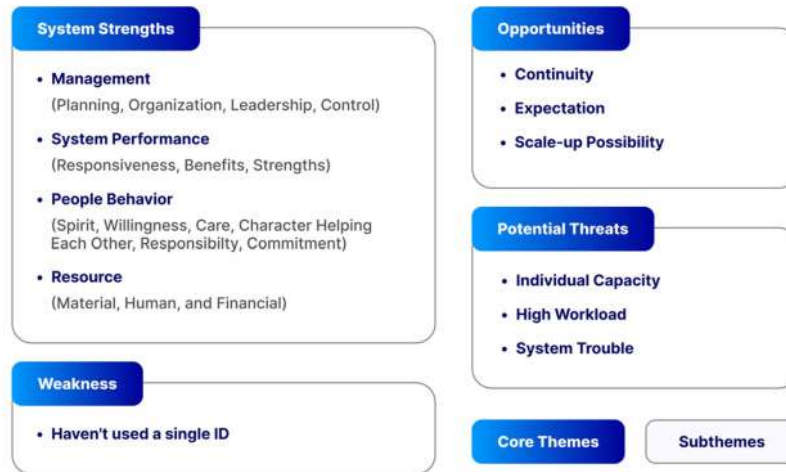 System Strengths
• Management
(Planning, Organization, Leadership, Control)
• System Performance
(Responsiveness, Benefits, Strengths)
• People Behavior
(Spirit, Willingness, Care, Character Helping
Each Other, Responsibilty, Commitment)
• Resource
(Material, Human, and Financial)
Weakness
• Haven't used a single ID
Opportunities
• Continuity
• Expectation
• Scale-up Possibility
Potential Threats
• Individual Capacity
• High Workload
• System Trouble
Core Themes
Subthemes